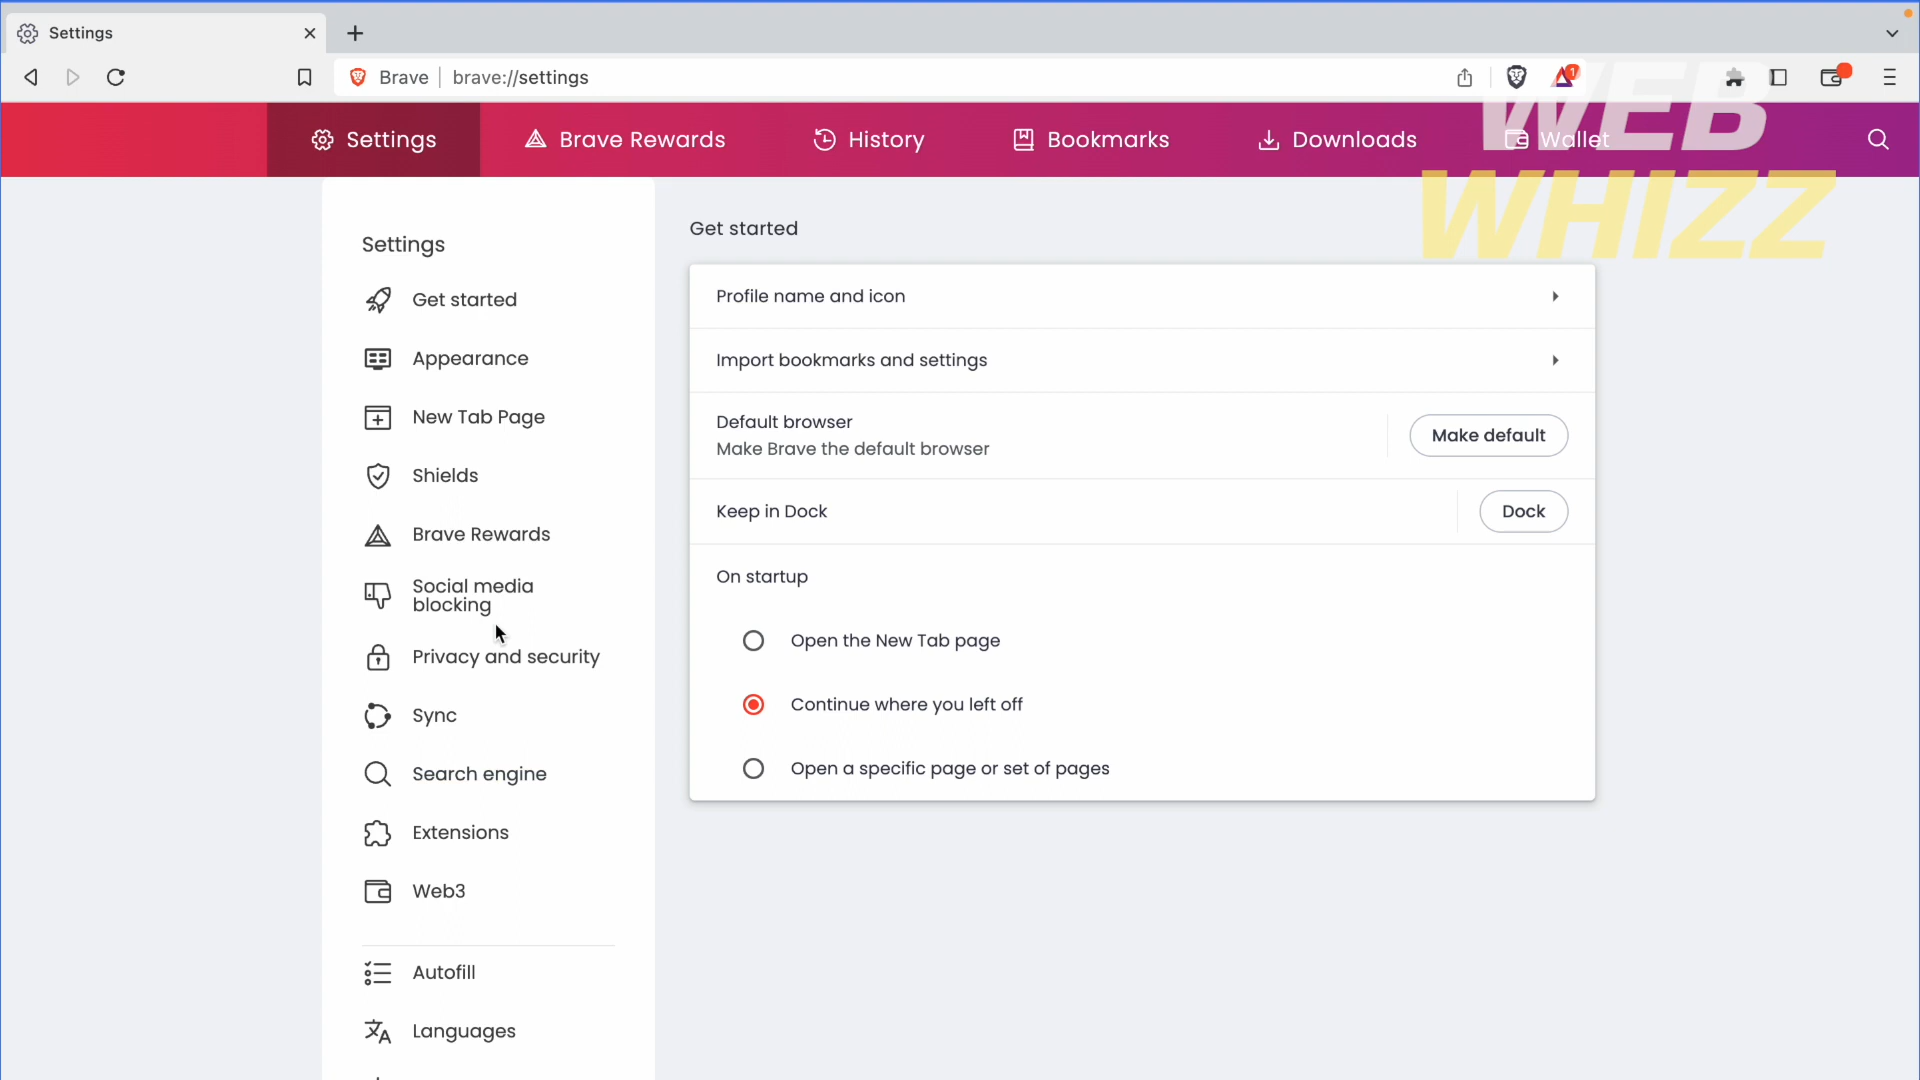 Settings
Brave
brave://settings
1
WEB
WHIZZ
Settings
Brave Rewards
History
Bookmarks
Downloads
Wallet
Settings
Get started
Appearance
New Tab Page
Shields
Brave Rewards
Social media
blocking
Privacy and security
Sync
Search engine
Extensions
Web3
Autofill
Languages
Get started
Profile name and icon
Import bookmarks and settings
Default browser
Make Brave the default browser
Make default
Keep in Dock
Dock
On startup
Open the New Tab page
Continue where you left off
Open a specific page or set of pages